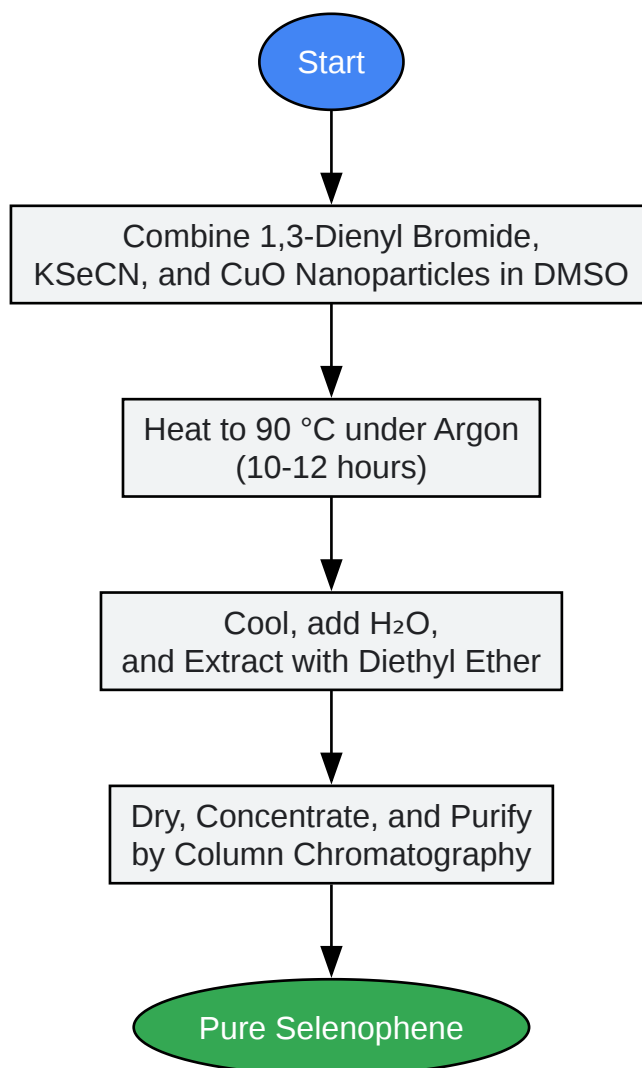 Start
Combine 1,3-Dienyl Bromide,
KSeCN, and CuO Nanoparticles in DMSO
Heat to 90 °C under Argon
(10-12 hours)
Cool, add H₂O,
and Extract with Diethyl Ether
Dry, Concentrate, and Purify
by Column Chromatography
Pure Selenophene